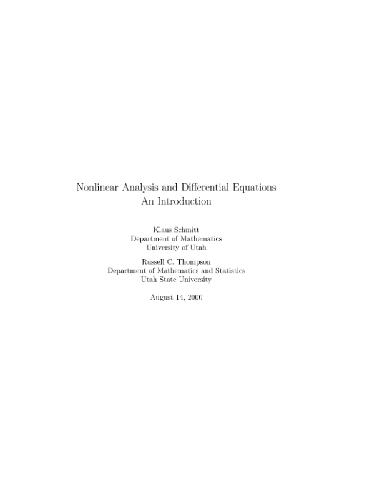 Nonlinear Analysis and Differential Equations
An Introduction
Klaus Schmitt
Department of Mathematics
University of Utah
Russell C. Thompson
Department of Mathematics and Statistics
Utah State University
August 14, 2000